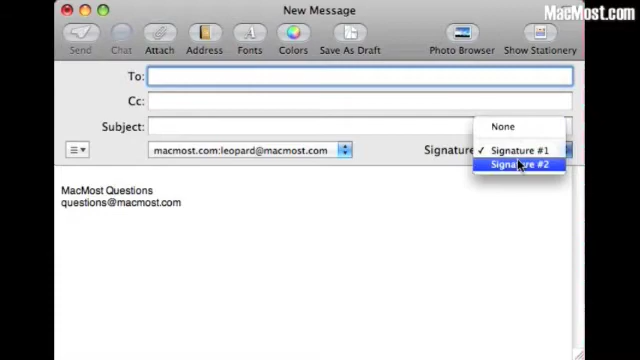 MacMost.com
New Message
Send Chat Attach Address Fonts Colors Save As Draft Photo Browser Show Stationery
To:
Cc:
Subject:
None
macmost.com:leopard@macmost.com Signature ✓ Signature #1
Signature #2
MacMost Questions
questions@macmost.com